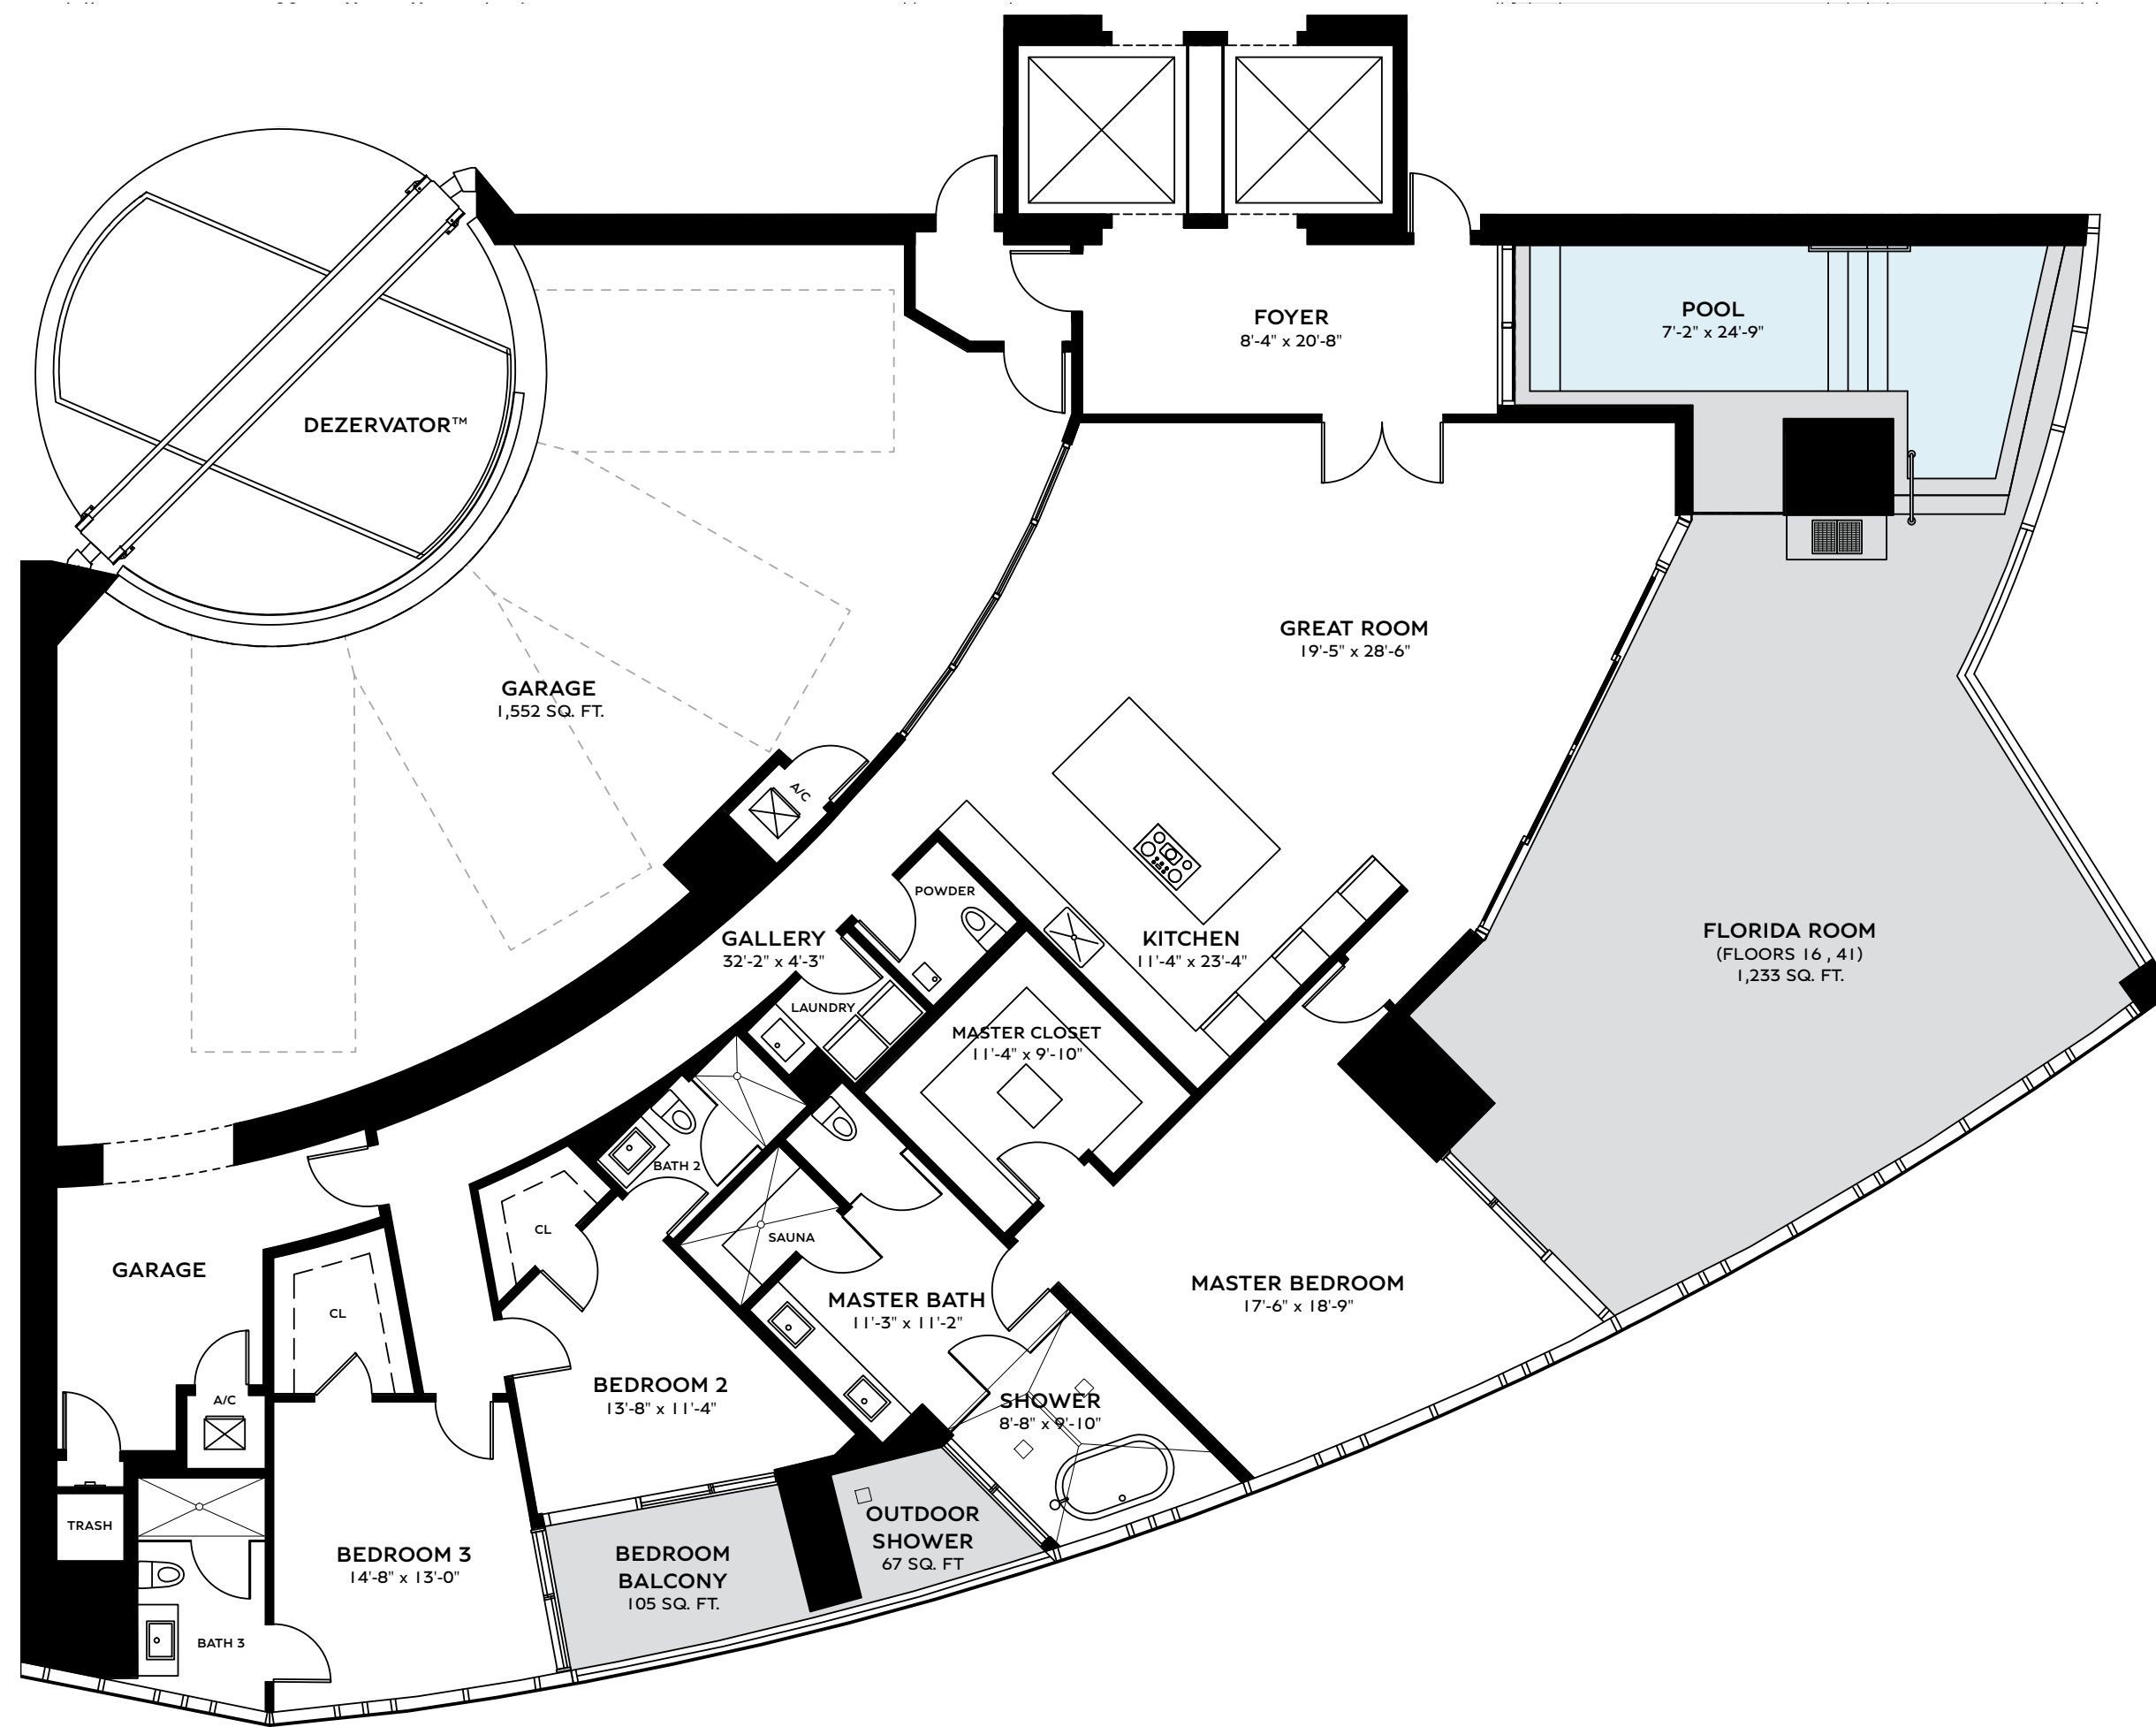 FOYER
8'-4" x 20'-8"
POOL
7'-2" x 24'-9"
DEZERVATOR™
GREAT ROOM
19'-5" x 28'-6"
GARAGE
1,552 SQ. FT.
A/C
POWDER
GALLERY
32'-2" x 4'-3"
KITCHEN
11'-4" x 23'-4"
FLORIDA ROOM
(FLOORS 16 , 41)
1,233 SQ. FT.
LAUNDRY
MASTER CLOSET
11'-4" x 9'-10"
BATH 2
CL
SAUNA
GARAGE
CL
MASTER BATH
11'-3" x 11'-2"
MASTER BEDROOM
17'-6" x 18'-9"
BEDROOM 2
13'-8" x 11'-4"
A/C
SHOWER
8'-8" x 9'-10"
TRASH
OUTDOOR
SHOWER
67 SQ. FT
BEDROOM 3
14'-8" x 13'-0"
BEDROOM
BALCONY
105 SQ. FT.
BATH 3